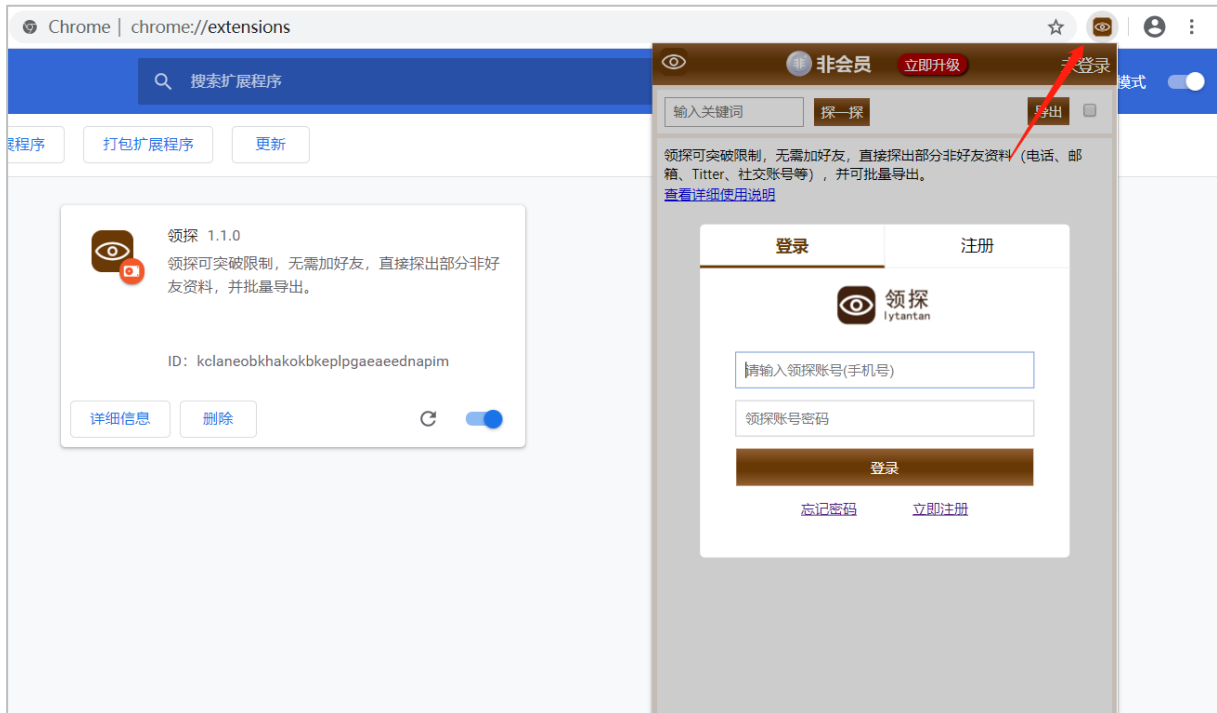 Chrome | chrome://extensions
搜索扩展程序
模式
展程序
打包扩展程序
更新
领探 1.1.0
领探可突破限制，无需加好友，直接探出部分非好
友资料，并批量导出。
ID：kclaneobkhakokbkeplpgaeaeednapim
详细信息
删除
非
非会员
立即升级
未登录
输入关键词
探一探
导出
领探可突破限制，无需加好友，直接探出部分非好友资料（电话、邮
箱、Titter、社交账号等），并可批量导出。
查看详细使用说明
登录
注册
领探
lytantan
请输入领探账号(手机号)
领探账号密码
登录
忘记密码
立即注册